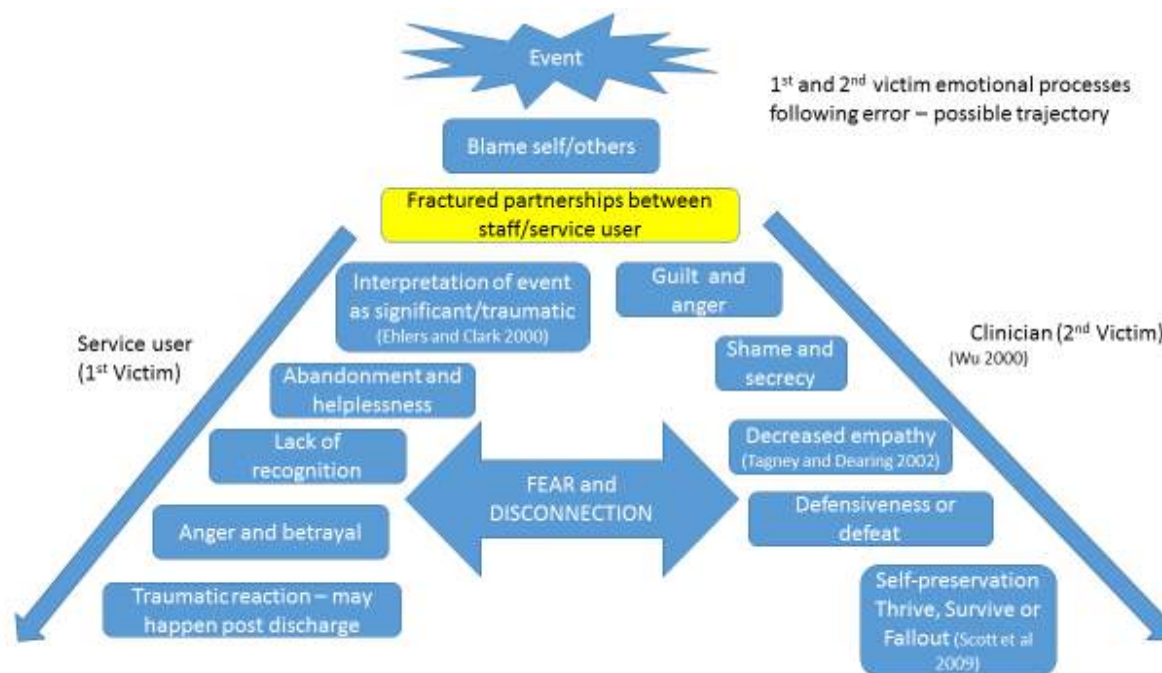 Event
1st and 2nd victim emotional processes
following error – possible trajectory
Blame self/others
Fractured partnerships between
staff/service user
Interpretation of event
as significant/traumatic
(Ehlers and Clark 2000)
Guilt and
anger
Service user
(1st Victim)
Clinician (2nd Victim)
(Wu 2000)
Shame and
secrecy
Abandonment and
helplessness
Lack of
recognition
Decreased empathy
(Tagney and Dearing 2002)
FEAR and
DISCONNECTION
Anger and betrayal
Defensiveness or
defeat
Traumatic reaction – may
happen post discharge
Self-preservation
Thrive, Survive or
Fallout (Scott et al
2009)